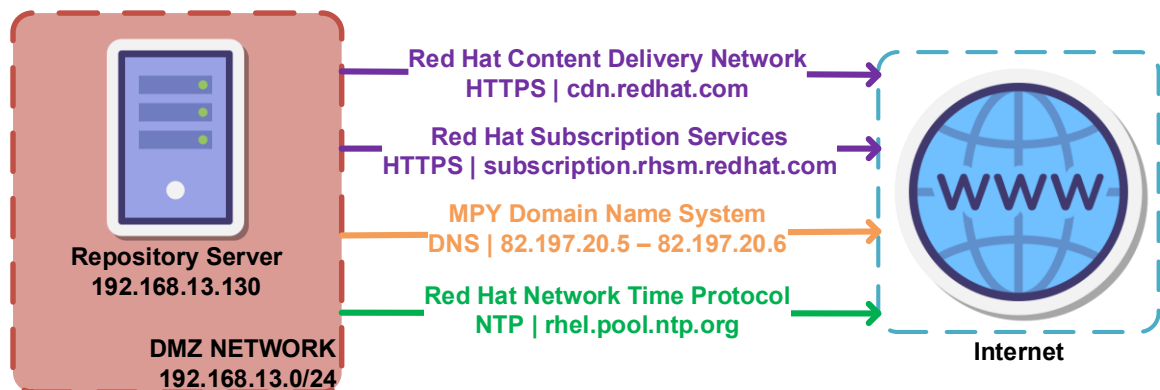 Red Hat Content Delivery Network
HTTPS | cdn.redhat.com
Red Hat Subscription Services
HTTPS | subscription.rhsm.redhat.com
MPY Domain Name System
DNS | 82.197.20.5 – 82.197.20.6
Red Hat Network Time Protocol
NTP | rhel.pool.ntp.org
Repository Server
192.168.13.130
DMZ NETWORK
192.168.13.0/24
WWW
Internet